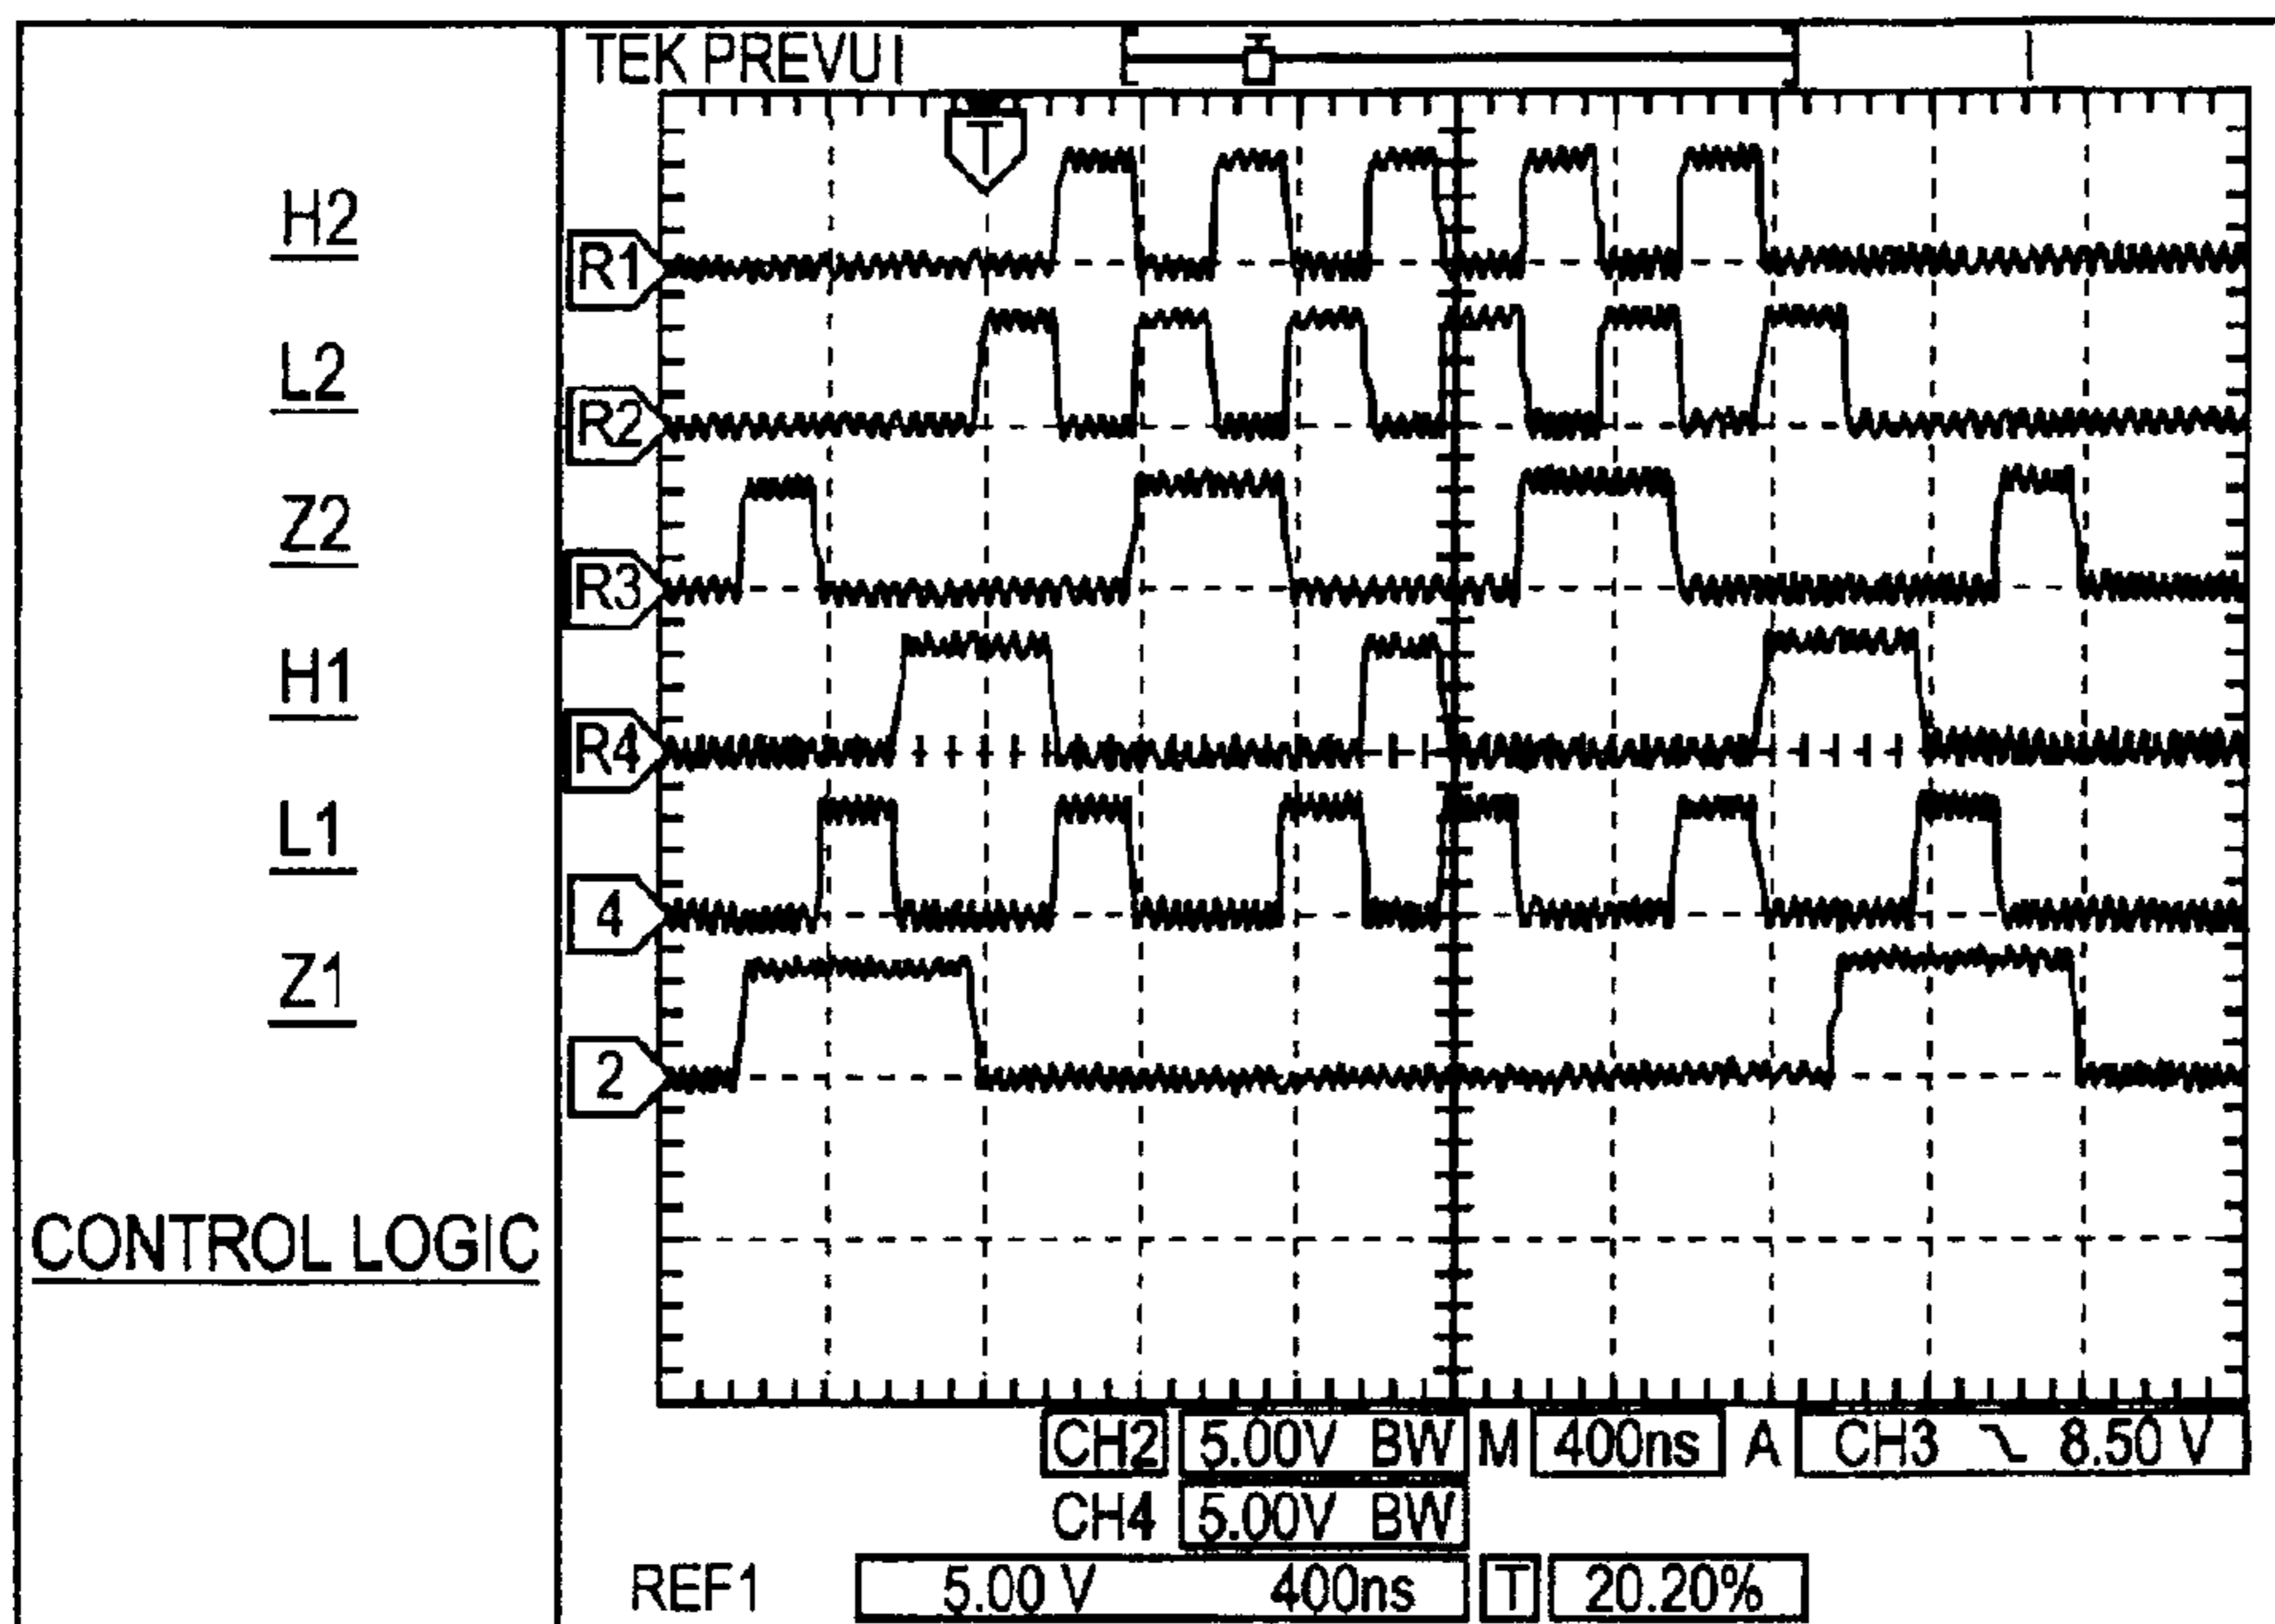 TEK PREVU
T
H2
R1
L2
R2
Z2
R3
H1
R4
L1
4
Z1
2
CONTROL LOGIC
CH2 5.00V BW M 400ns A CH3 8.50 V
CH4 5.00V BW
REF1 5.00 V 400ns T 20.20%